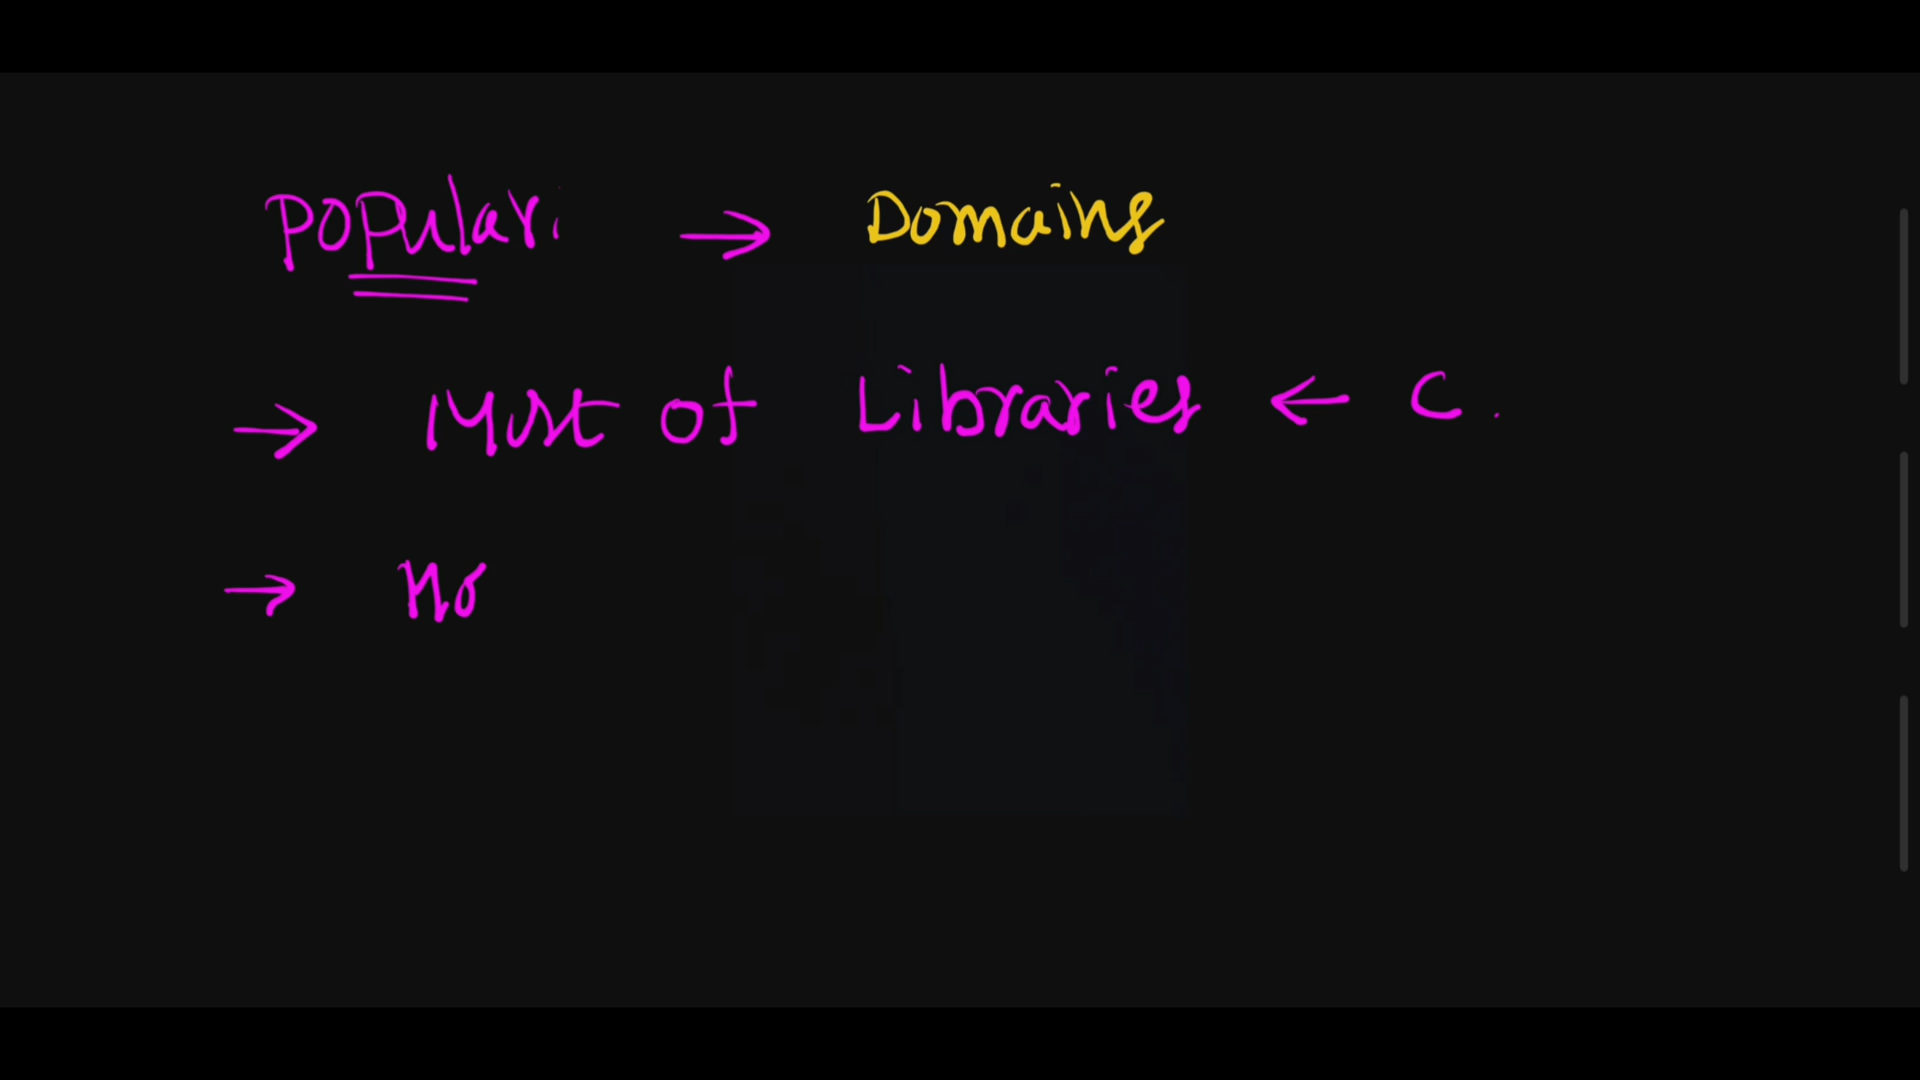 Populari → Domains
→ Most of Libraries ← C.
→ No